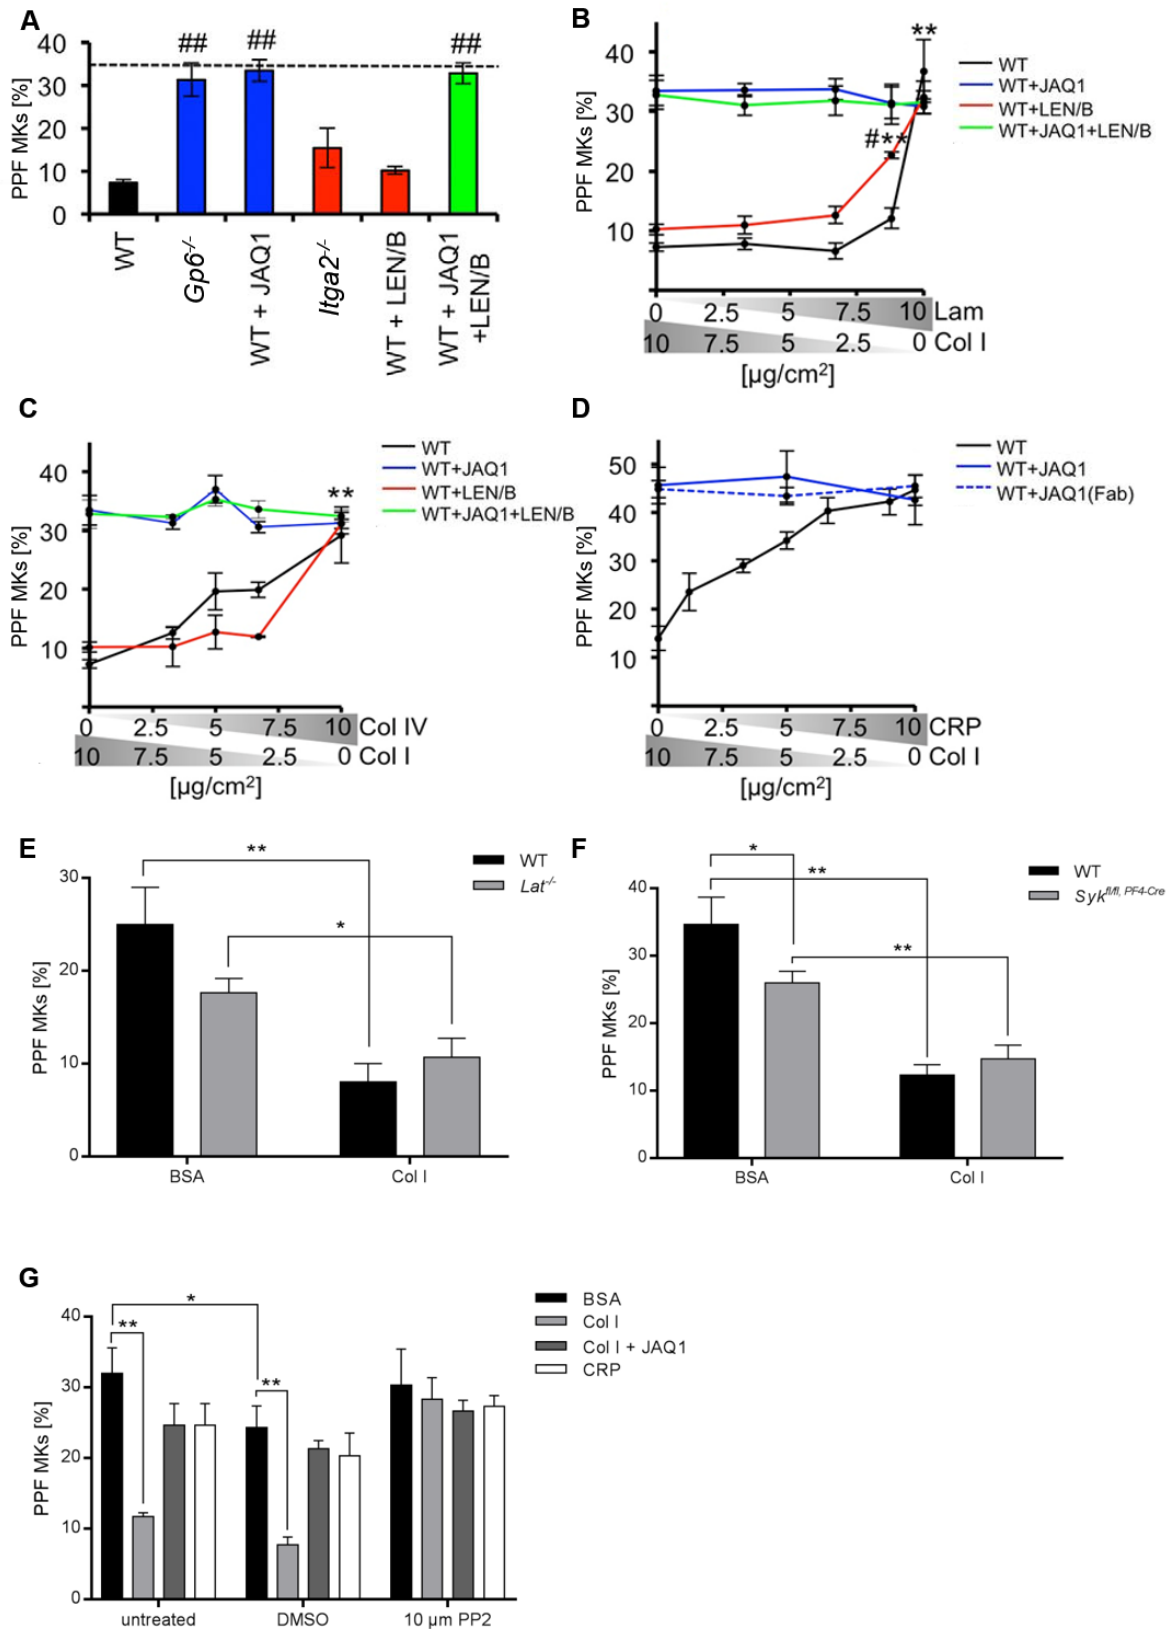 A
PPF MKs [%]
40
30
20
10
0
## ## ##
WT
Gp6-/-
WT + JAQ1
Itga2-/-
WT + LEN/B
WT + JAQ1
+LEN/B
B
PPF MKs [%]
40
30
20
10
**
#**
WT
WT+JAQ1
WT+LEN/B
WT+JAQ1+LEN/B
0 2.5 5 7.5 10 Lam
10 7.5 5 2.5 0 Col I
[µg/cm2]
C
PPF MKs [%]
40
30
20
10
**
WT
WT+JAQ1
WT+LEN/B
WT+JAQ1+LEN/B
0 2.5 5 7.5 10 Col IV
10 7.5 5 2.5 0 Col I
[µg/cm2]
D
PPF MKs [%]
50
40
30
20
10
WT
WT+JAQ1
WT+JAQ1(Fab)
0 2.5 5 7.5 10 CRP
10 7.5 5 2.5 0 Col I
[µg/cm2]
E
PPF MKs [%]
30
20
10
0
**
*
WT
Lat-/-
BSA Col I
F
PPF MKs [%]
40
30
20
10
0
*
**
**
WT
Sykfl/fl, PF4-Cre
BSA Col I
G
PPF MKs [%]
40
30
20
10
0
*
**
**
BSA
Col I
Col I + JAQ1
CRP
untreated DMSO 10 µm PP2